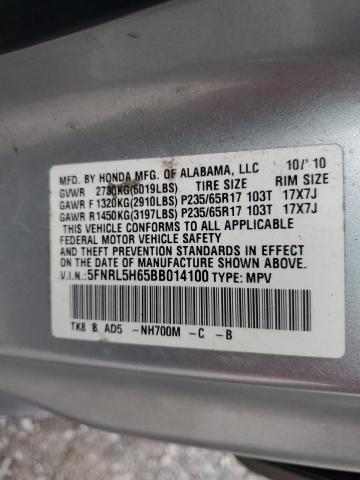 MFD. BY HONDA MFG. OF ALABAMA, LLC 10/'10
GVWR 2730KG(6019LBS) TIRE SIZE RIM SIZE
GAWR F1320KG(2910LBS) P235/65R17 103T 17X7J
GAWR R1450KG(3197LBS) P235/65R17 103T 17X7J
THIS VEHICLE CONFORMS TO ALL APPLICABLE
FEDERAL MOTOR VEHICLE SAFETY
AND THEFT PREVENTION STANDARDS IN EFFECT
ON THE DATE OF MANUFACTURE SHOWN ABOVE.
V.I.N.: 5FNRL5H65BB014100 TYPE: MPV
TK8 B AD5 -NH700M -C -B